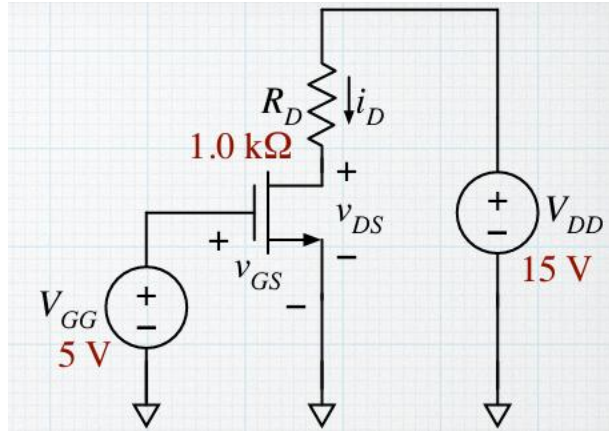 R_D
i_D
1.0 kΩ
+
v_DS
−
+
v_GS
−
+
−
V_DD
15 V
V_GG
+
−
5 V